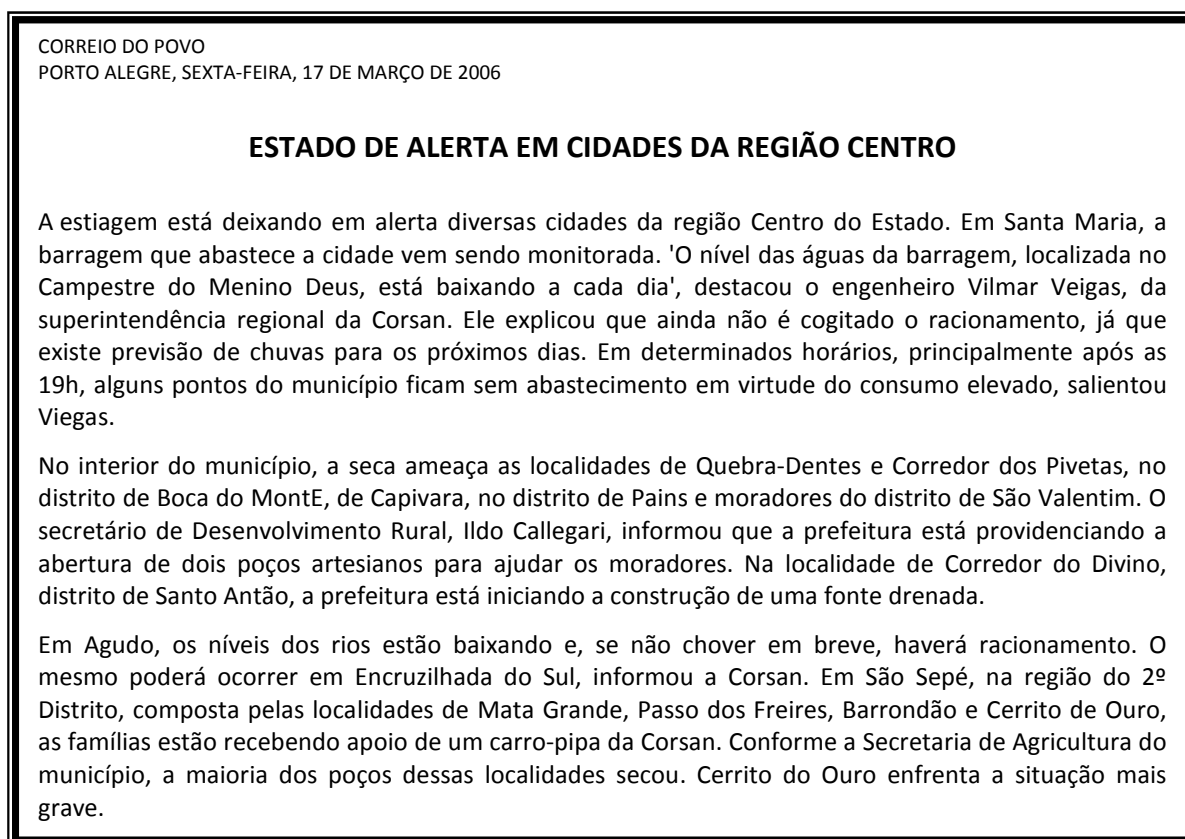 CORREIO DO POVO
PORTO ALEGRE, SEXTA-FEIRA, 17 DE MARÇO DE 2006
ESTADO DE ALERTA EM CIDADES DA REGIÃO CENTRO
A estiagem está deixando em alerta diversas cidades da região Centro do Estado. Em Santa Maria, a
barragem que abastece a cidade vem sendo monitorada. 'O nível das águas da barragem, localizada no
Campestre do Menino Deus, está baixando a cada dia', destacou o engenheiro Vilmar Veigas, da
superintendência regional da Corsan. Ele explicou que ainda não é cogitado o racionamento, já que
existe previsão de chuvas para os próximos dias. Em determinados horários, principalmente após as
19h, alguns pontos do município ficam sem abastecimento em virtude do consumo elevado, salientou
Viegas.
No interior do município, a seca ameaça as localidades de Quebra-Dentes e Corredor dos Pivetas, no
distrito de Boca do MontE, de Capivara, no distrito de Pains e moradores do distrito de São Valentim. O
secretário de Desenvolvimento Rural, Ildo Callegari, informou que a prefeitura está providenciando a
abertura de dois poços artesianos para ajudar os moradores. Na localidade de Corredor do Divino,
distrito de Santo Antão, a prefeitura está iniciando a construção de uma fonte drenada.
Em Agudo, os níveis dos rios estão baixando e, se não chover em breve, haverá racionamento. O
mesmo poderá ocorrer em Encruzilhada do Sul, informou a Corsan. Em São Sepé, na região do 2º
Distrito, composta pelas localidades de Mata Grande, Passo dos Freires, Barrondão e Cerrito de Ouro,
as famílias estão recebendo apoio de um carro-pipa da Corsan. Conforme a Secretaria de Agricultura do
município, a maioria dos poços dessas localidades secou. Cerrito do Ouro enfrenta a situação mais
grave.